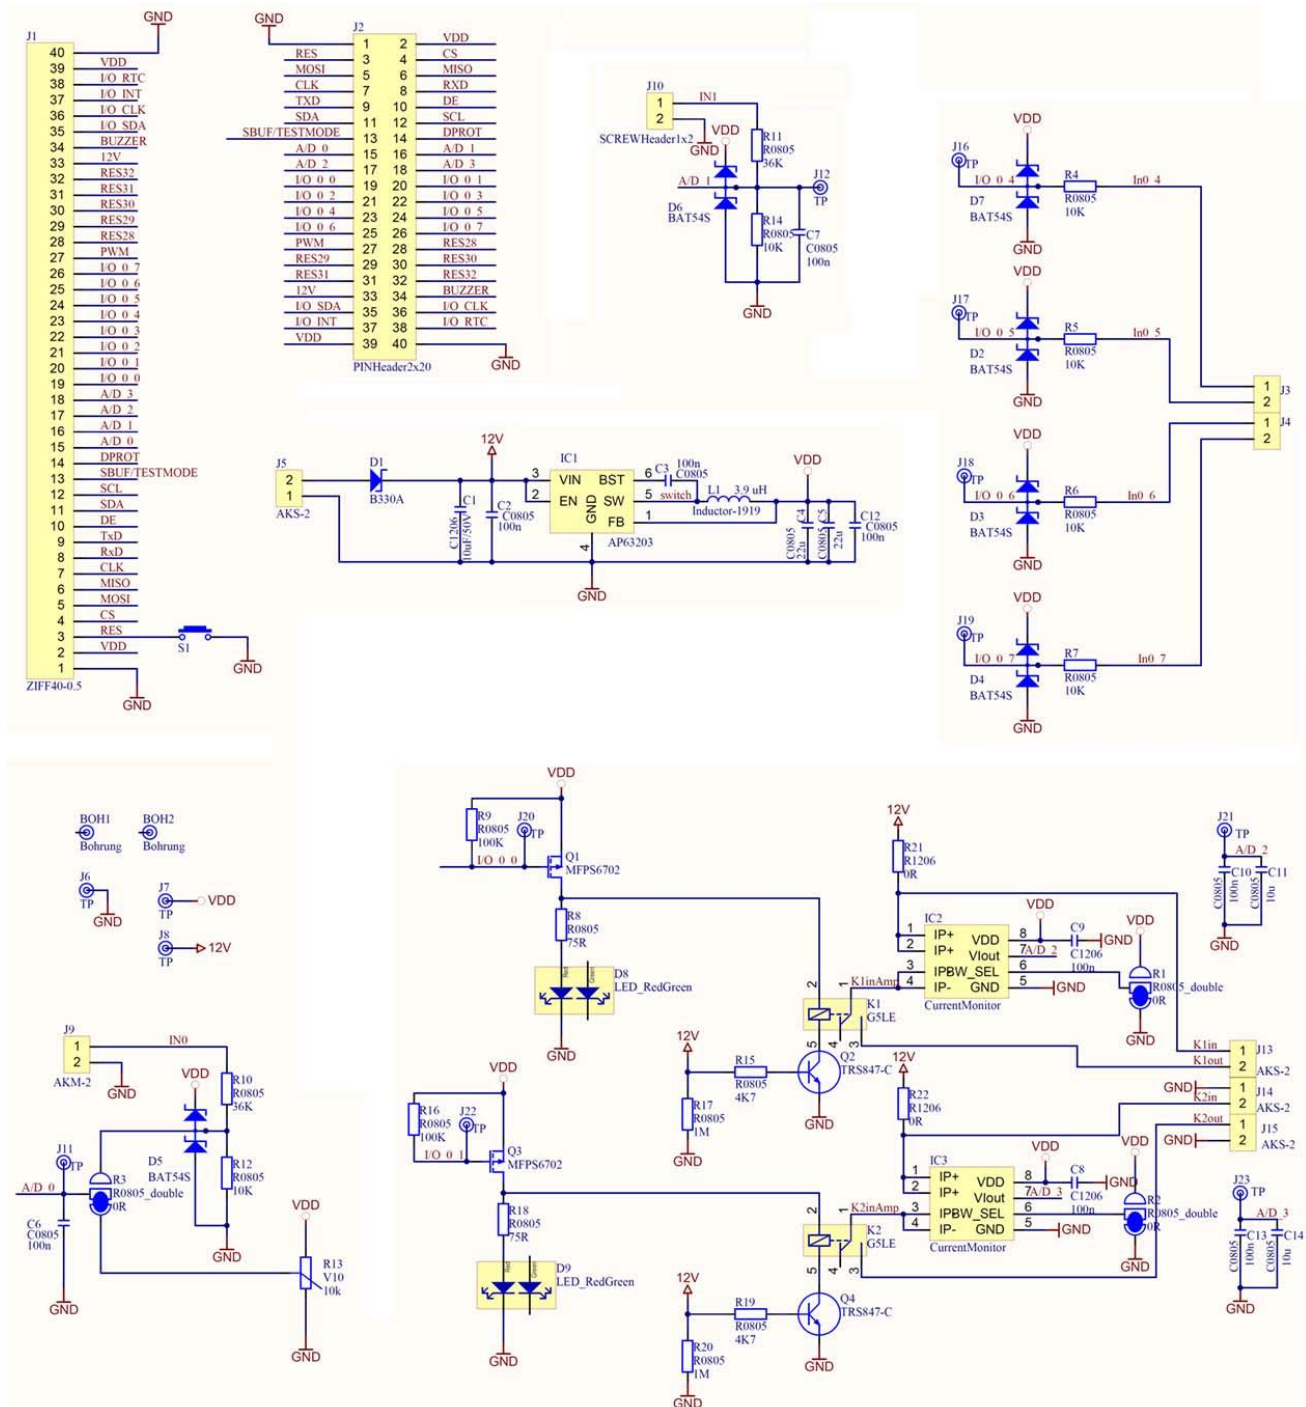 J1
GND
40
39 VDD
38 I/O RTC
37 I/O INT
36 I/O CLK
35 I/O SDA
34 BUZZER
33 12V
32 RES32
31 RES31
30 RES30
29 RES29
28 RES28
27 PWM
26 I/O 0 7
25 I/O 0 6
24 I/O 0 5
23 I/O 0 4
22 I/O 0 3
21 I/O 0 2
20 I/O 0 1
19 I/O 0 0
18 A/D 3
17 A/D 2
16 A/D 1
15 A/D 0
14 DPROT
13 SBUF/TESTMODE
12 SCL
11 SDA
10 DE
9 TxD
8 RxD
7 CLK
6 MISO
5 MOSI
4 CS
3 RES
2 VDD
1
ZIFF40-0.5
S1
GND
GND
GND
J2
1 2 VDD
RES 3 4 CS
MOSI 5 6 MISO
CLK 7 8 RXD
TXD 9 10 DE
SDA 11 12 SCL
SBUF/TESTMODE 13 14 DPROT
A/D 0 15 16 A/D 1
A/D 2 17 18 A/D 3
I/O 0 0 19 20 I/O 0 1
I/O 0 2 21 22 I/O 0 3
I/O 0 4 23 24 I/O 0 5
I/O 0 6 25 26 I/O 0 7
PWM 27 28 RES28
RES29 29 30 RES30
RES31 31 32 RES32
12V 33 34 BUZZER
I/O SDA 35 36 I/O CLK
I/O INT 37 38 I/O RTC
VDD 39 40
PINHeader2x20
GND
J10
1
2
IN1
SCREWHeader1x2
GND
VDD
R11
R0805
36K
A/D 1
J12
TP
D6
BAT54S
R14
R0805
10K
C7
C0805
100n
GND
VDD
J16
TP
I/O 0 4
D7
BAT54S
R4
R0805
10K
In0 4
GND
VDD
J17
TP
I/O 0 5
D2
BAT54S
R5
R0805
10K
In0 5
GND
1
2
J3
1
2
J4
VDD
J18
TP
I/O 0 6
D3
BAT54S
R6
R0805
10K
In0 6
GND
VDD
J19
TP
I/O 0 7
D4
BAT54S
R7
R0805
10K
In0 7
GND
J5
2
1
AKS-2
D1
B330A
12V
C1
C1206
10uF/50V
C2
C0805
100n
IC1
3 VIN BST 6
2 EN SW 5
GND
FB 1
4
AP63203
GND
C3
100n
C0805
switch
L1 3.9 uH
Inductor-1919
VDD
C4
C0805
22u
C5
C0805
22u
C12
C0805
100n
BOH1
Bohrung
BOH2
Bohrung
J6
TP
GND
J7
TP
VDD
J8
TP
12V
J9
1
2
AKM-2
IN0
GND
VDD
R10
R0805
36K
D5
BAT54S
R12
R0805
10K
GND
J11
TP
A/D 0
R3
R0805_double
0R
C6
C0805
100n
GND
VDD
R13
V10
10k
GND
VDD
R9
R0805
100K
J20
TP
I/O 0 0
Q1
MFPS6702
R8
R0805
75R
Red
Green
D8
LED_RedGreen
GND
VDD
R16
R0805
100K
J22
TP
I/O 0 1
Q3
MFPS6702
R18
R0805
75R
Red
Green
D9
LED_RedGreen
GND
12V
R15
R0805
4K7
R17
R0805
1M
GND
2
1
K1inAmp
K1
G5LE
5
4
3
Q2
TRS847-C
GND
12V
R19
R0805
4K7
R20
R0805
1M
GND
2
1
K2inAmp
K2
G5LE
5
4
3
Q4
TRS847-C
GND
12V
R21
R1206
0R
IC2
1 IP+ VDD 8
2 IP+ VIout 7 A/D 2
3 IPBW_SEL 6
4 IP- GND 5
CurrentMonitor
VDD
C9
C1206
100n
GND
GND
VDD
R1
R0805_double
0R
GND
12V
R22
R1206
0R
IC3
1 IP+ VDD 8
2 IP+ VIout 7 A/D 3
3 IPBW_SEL 6
4 IP- GND 5
CurrentMonitor
VDD
C8
C1206
100n
GND
GND
VDD
R2
R0805_double
0R
GND
K1in 1 J13
K1out 2 AKS-2
GND 1 J14
K2in 2 AKS-2
K2out 1 J15
GND 2 AKS-2
J21
TP
A/D 2
C10
C0805
100n
C11
C0805
10u
GND
J23
TP
A/D 3
C13
C0805
100n
C14
C0805
10u
GND